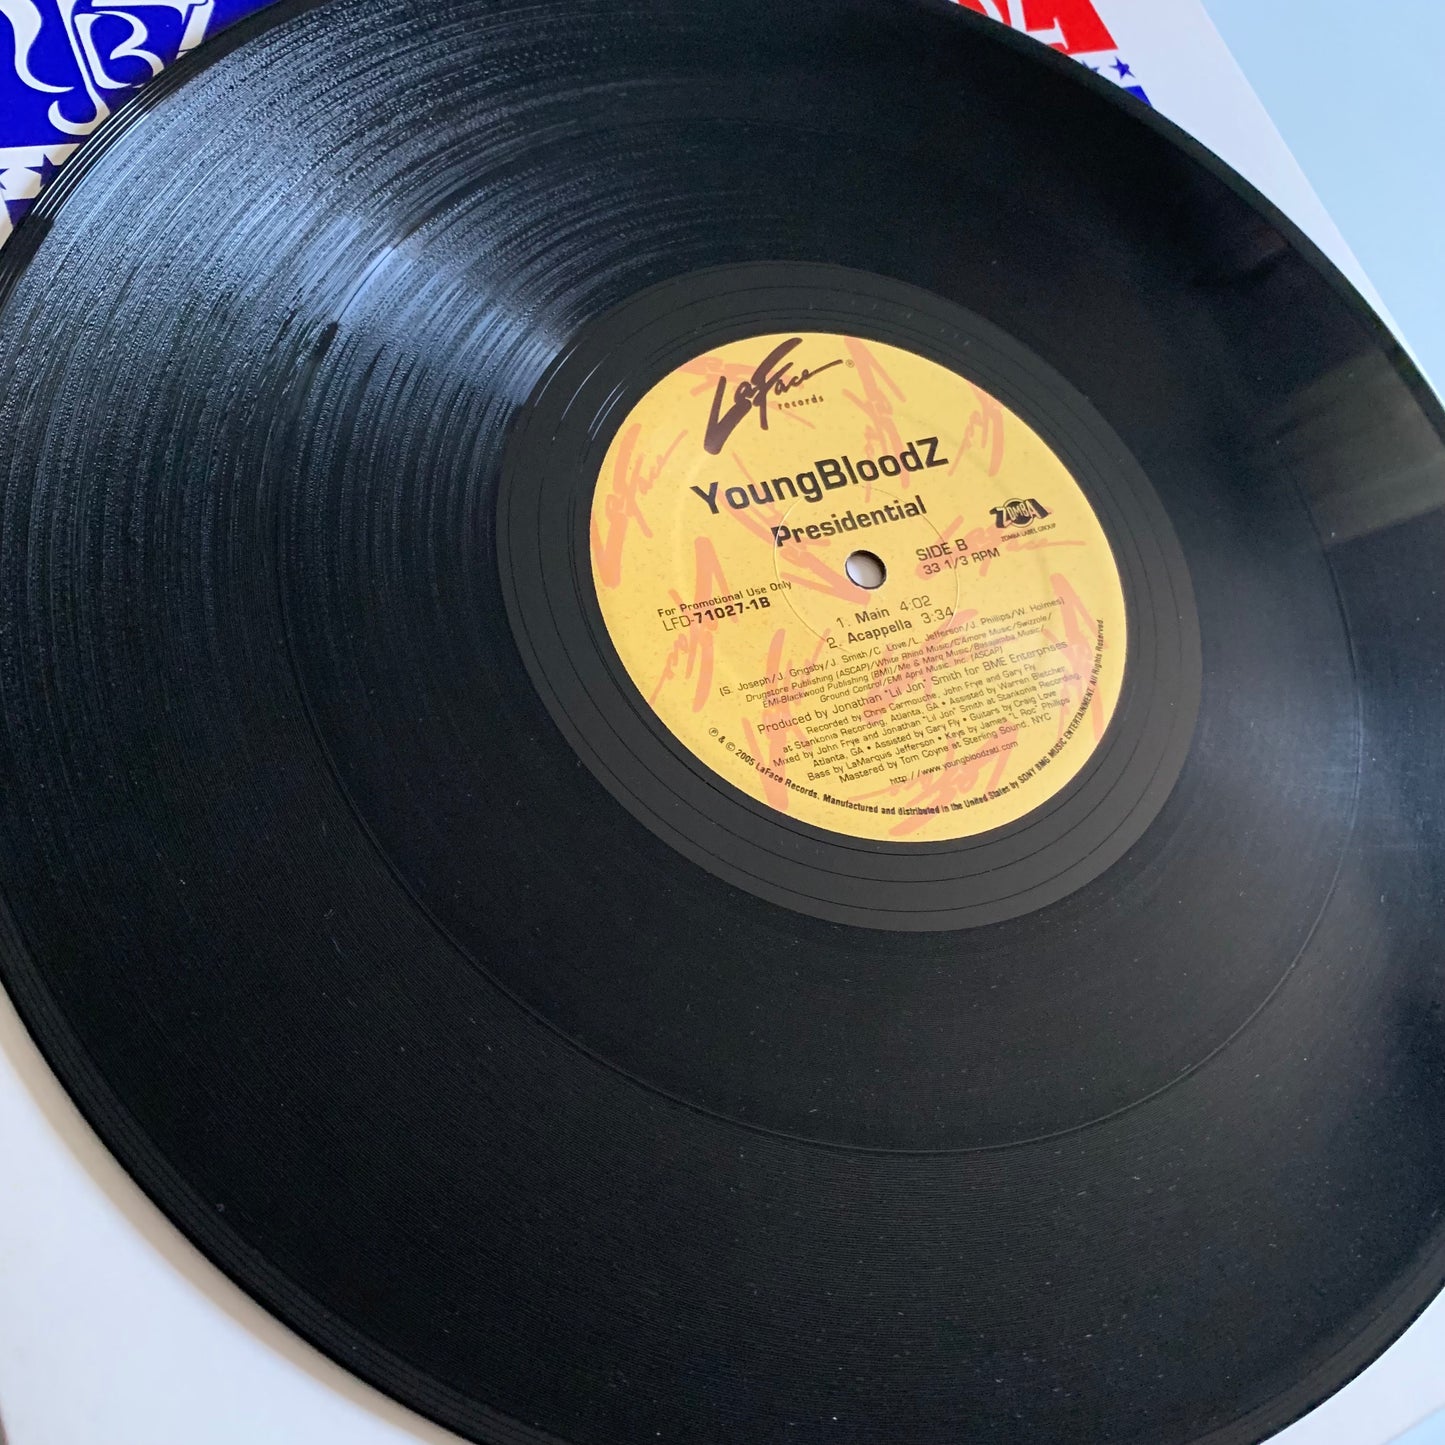 YB
LaFace ®
records
YoungBloodZ
Presidential
ZOMBA
ZOMBA LABEL GROUP
SIDE B
33 1/3 RPM
For Promotional Use Only
LFD-71027-1B
1. Main 4:02
2. Acappella 3:34
(S. Joseph/J. Grigsby/J. Smith/C. Love/L. Jefferson/J. Phillips/W. Holmes)
Drugstore Publishing (ASCAP)/White Rhino Music/C'Amore Music/Swizzole/
EMI-Blackwood Publishing (BMI)/Me & Marq Music/Basajamba Music/
Ground Control/EMI April Music, Inc. (ASCAP)
Produced by Jonathan "Lil Jon" Smith for BME Enterprises
Recorded by Chris Carmouche, John Frye and Gary Fly
at Stankonia Recording, Atlanta, GA • Assisted by Warren Bletcher
Mixed by John Frye and Jonathan "Lil Jon" Smith at Stankonia Recording,
Atlanta, GA • Assisted by Gary Fly • Guitars by Craig Love
Bass by LaMarquis Jefferson • Keys by James "L Roc" Phillips
Mastered by Tom Coyne at Sterling Sound, NYC
http://www.youngbloodzatl.com
℗ & © 2005 LaFace Records. Manufactured and distributed in the United States by SONY BMG MUSIC ENTERTAINMENT. All Rights Reserved